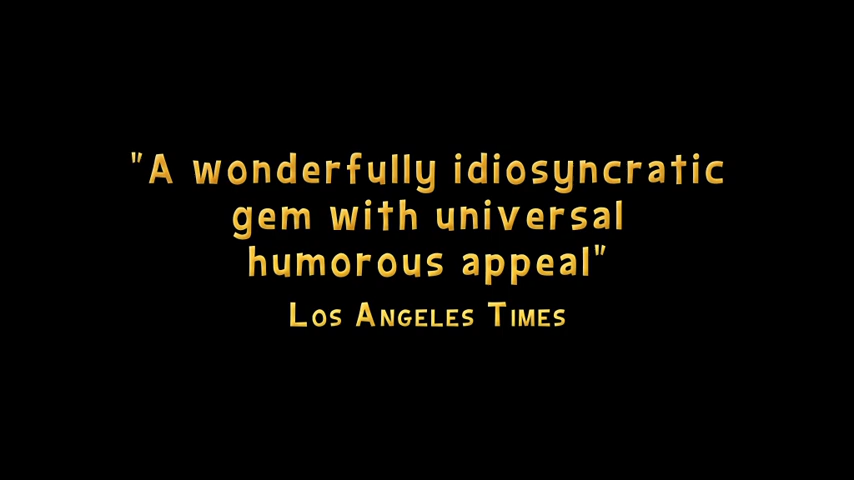 "A wonderfully idiosyncratic
gem with universal
humorous appeal"
Los Angeles Times